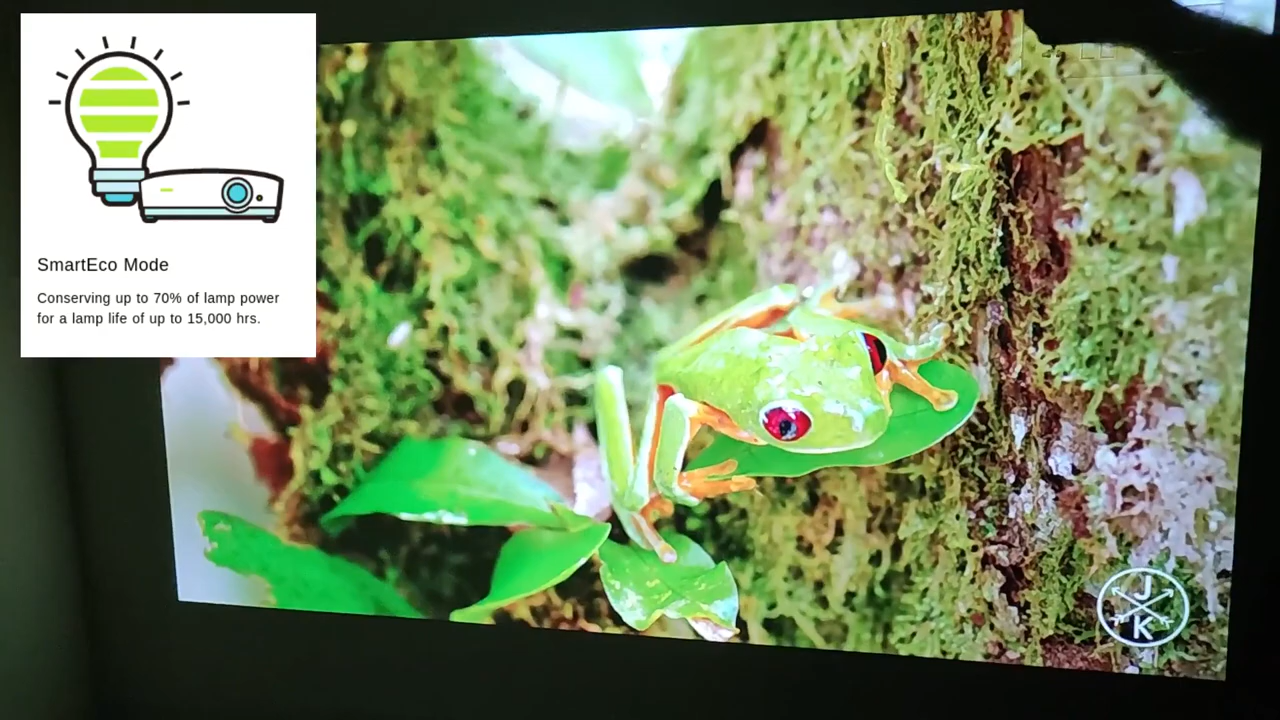 SmartEco Mode
Conserving up to 70% of lamp power
for a lamp life of up to 15,000 hrs.
J
K